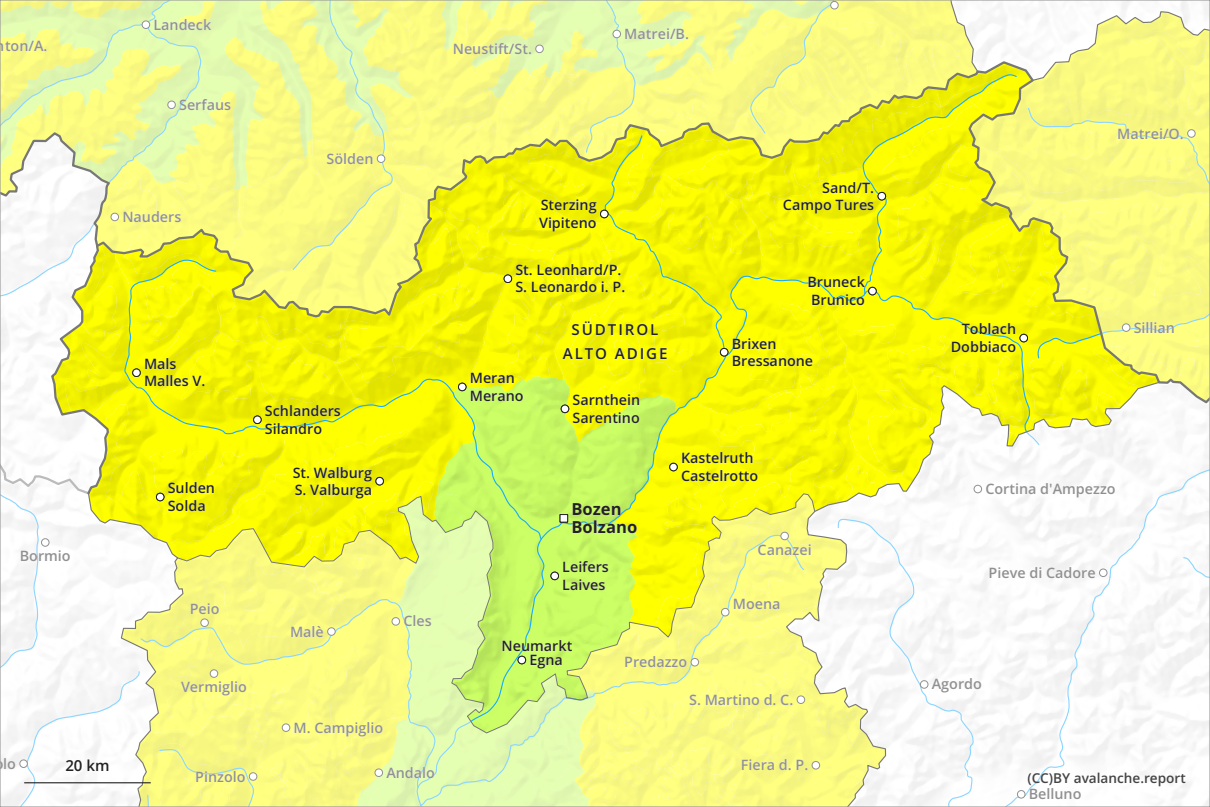 Landeck
nton/A.
Neustift/St.
Matrei/B.
Serfaus
Matrei/O.
Sölden
Nauders
Sand/T.
Campo Tures
Sterzing
Vipiteno
St. Leonhard/P.
S. Leonardo i. P.
Bruneck
Brunico
SÜDTIROL
ALTO ADIGE
Toblach
Dobbiaco
Sillian
Brixen
Bressanone
Mals
Malles V.
Meran
Merano
Sarnthein
Sarentino
Schlanders
Silandro
Kastelruth
Castelrotto
St. Walburg
S. Valburga
Sulden
Solda
Cortina d'Ampezzo
Bozen
Bolzano
Bormio
Canazei
Leifers
Laives
Pieve di Cadore
Peio
Moena
Malè
Cles
Neumarkt
Egna
Predazzo
Vermiglio
Agordo
S. Martino d. C.
M. Campiglio
20 km
olo
Pinzolo
Andalo
Fiera d. P.
(CC)BY avalanche.report
Belluno